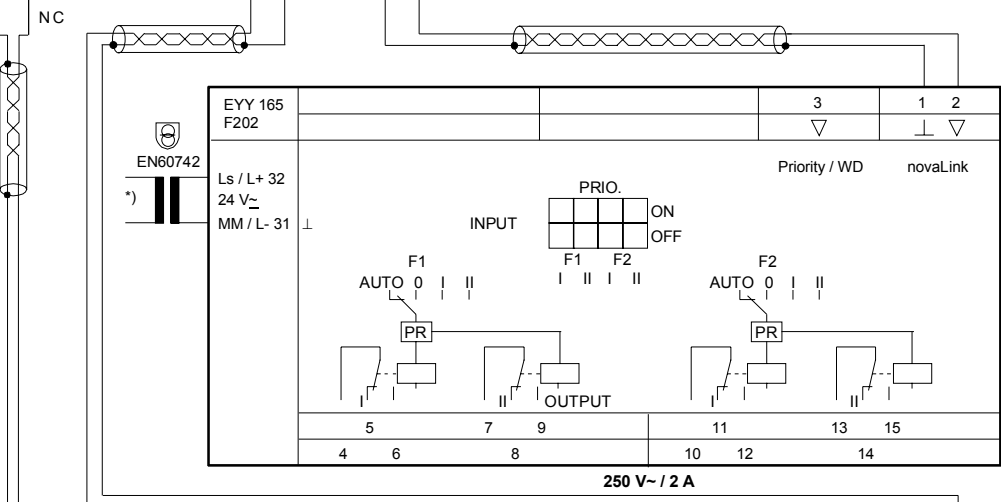 NC
EYY 165
F202
3
1 2
EN60742
*)
Ls / L+ 32
24 V~
MM / L- 31 ⊥
Priority / WD
novaLink
PRIO.
INPUT
ON
OFF
F1 F2
I II I II
F1
AUTO 0 I II
PR
F2
AUTO 0 I II
PR
I I II I OUTPUT
I I II I
5 7 9 11 13 15
4 6 8 10 12 14
250 V~ / 2 A